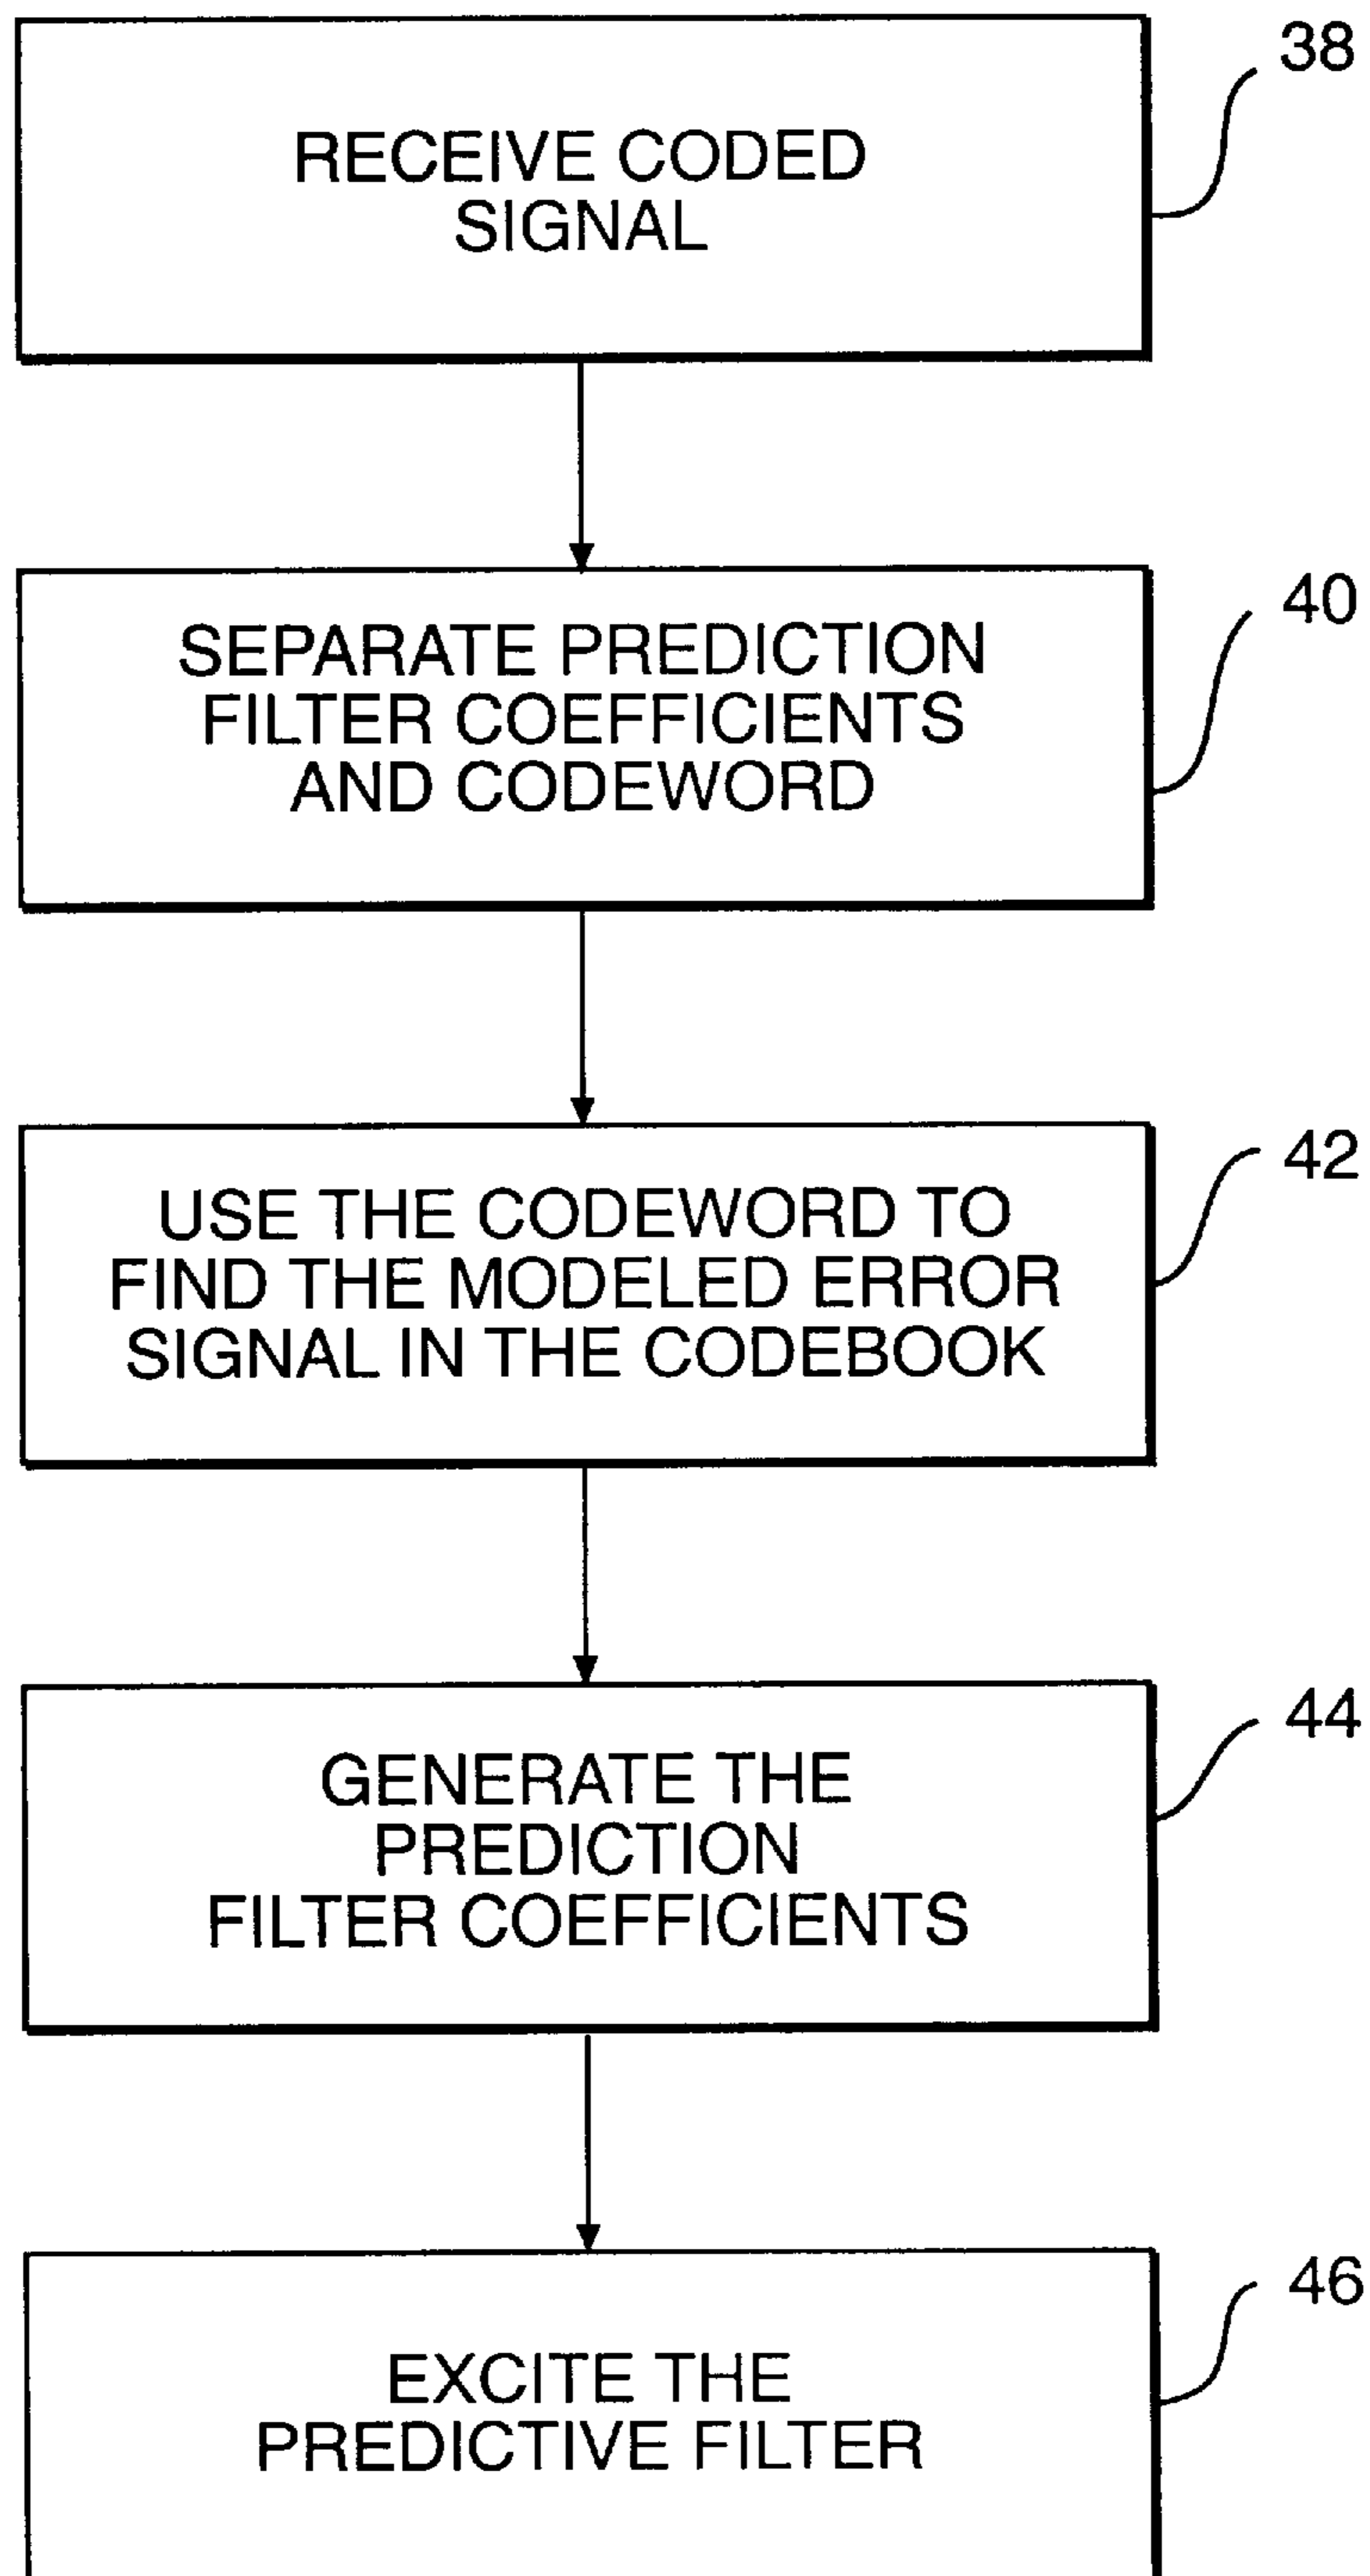 38
RECEIVE CODED
SIGNAL
40
SEPARATE PREDICTION
FILTER COEFFICIENTS
AND CODEWORD
42
USE THE CODEWORD TO
FIND THE MODELED ERROR
SIGNAL IN THE CODEBOOK
44
GENERATE THE
PREDICTION
FILTER COEFFICIENTS
46
EXCITE THE
PREDICTIVE FILTER